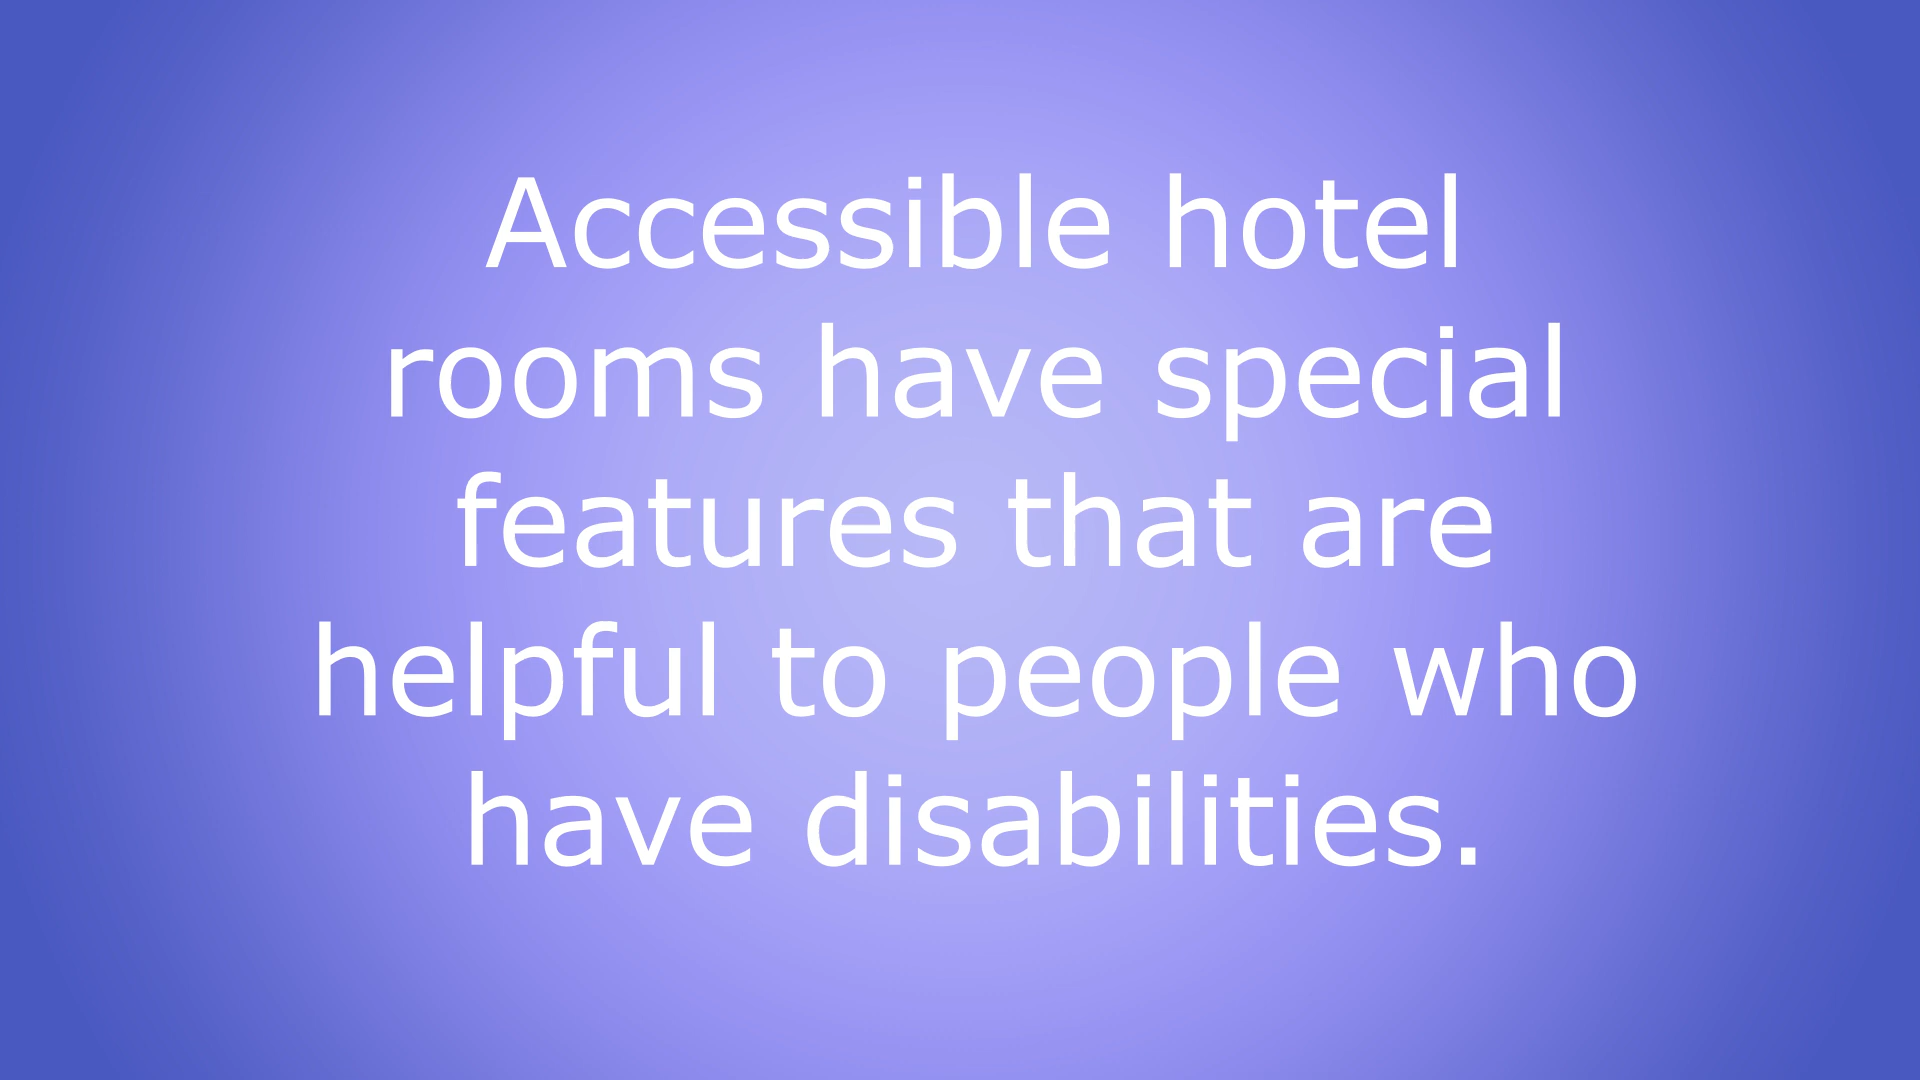 Accessible hotel
rooms have special
features that are
helpful to people who
have disabilities.